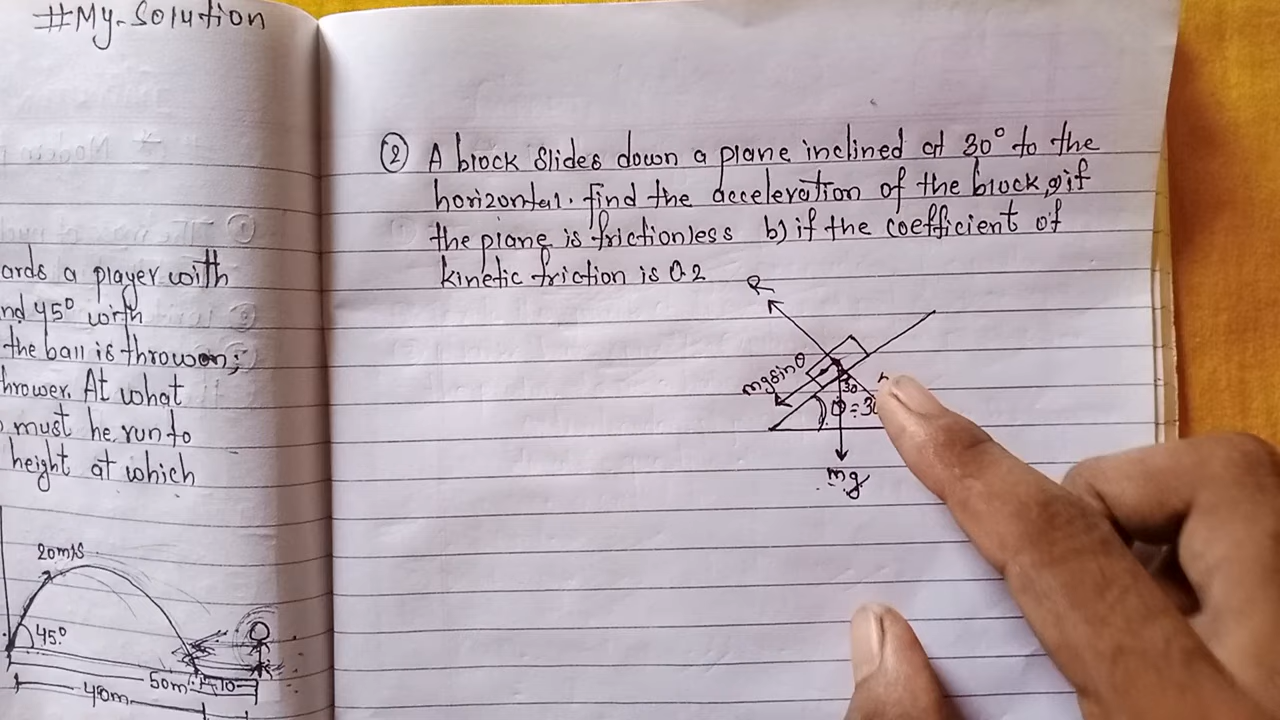 #My-Solution
ards a player with
nd 45° with
the ball is thrown;
hrower. At what
must he run to
height at which
20m/s
45°
50m
10
40m
② A block slides down a plane inclined at 30° to the
horizontal. find the acceleration of the block, a) if
the plane is frictionless b) if the coefficient of
kinetic friction is 0.2
R
mgsinθ
30
θ = 30
mg